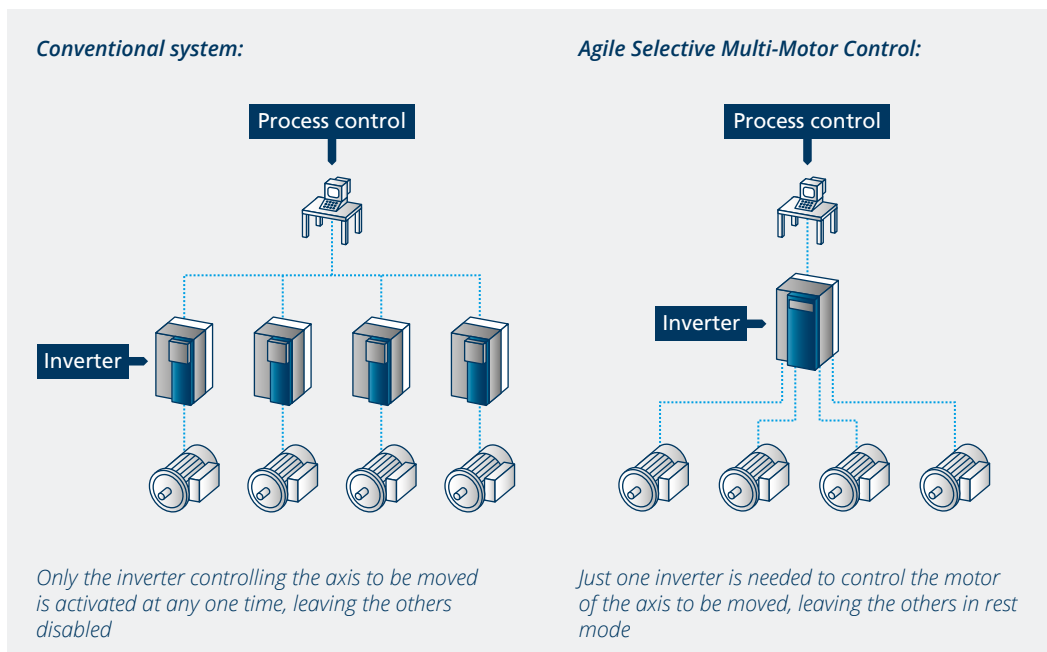 Conventional system:
Process control
Inverter
Only the inverter controlling the axis to be moved
is activated at any one time, leaving the others
disabled
Agile Selective Multi-Motor Control:
Process control
Inverter
Just one inverter is needed to control the motor
of the axis to be moved, leaving the others in rest
mode